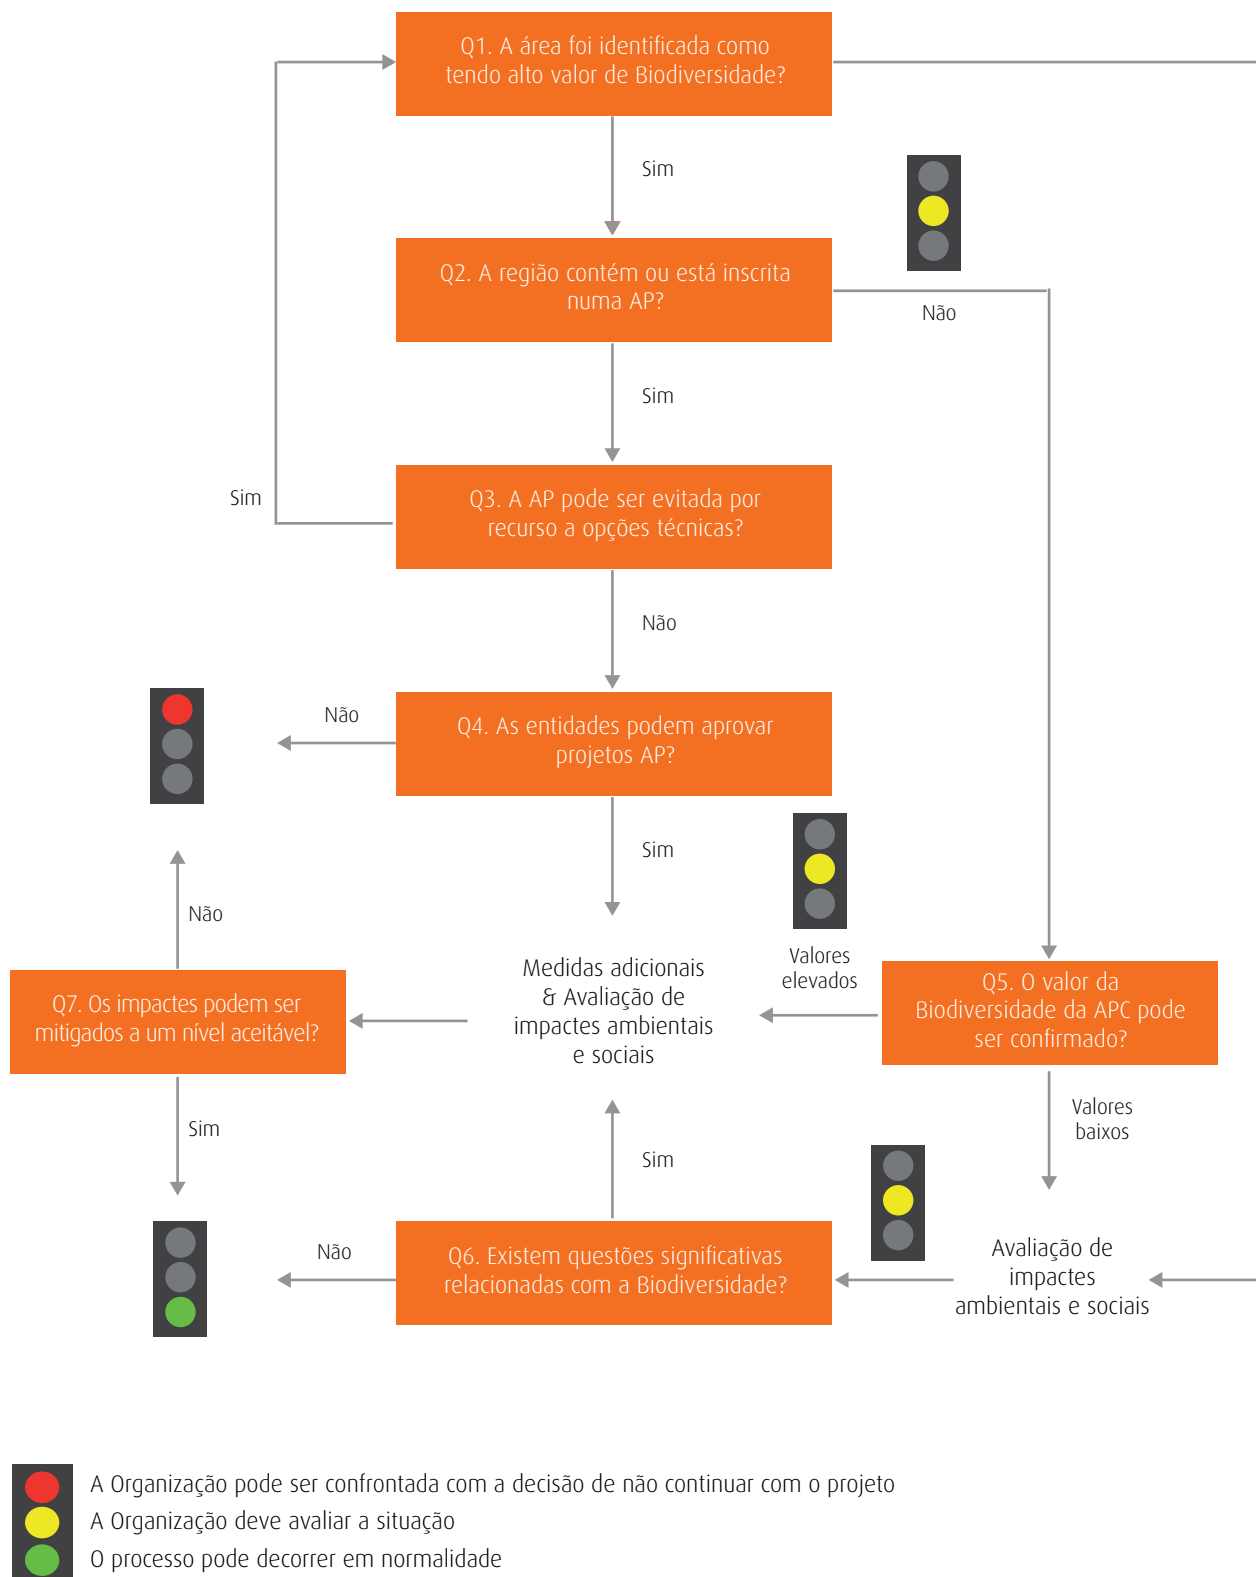 Q1. A área foi identificada como
tendo alto valor de Biodiversidade?
Sim
Q2. A região contém ou está inscrita
numa AP?
Não
Sim
Q3. A AP pode ser evitada por
recurso a opções técnicas?
Sim
Não
Q4. As entidades podem aprovar
projetos AP?
Não
Sim
Não
Valores
elevados
Medidas adicionais
& Avaliação de
impactes ambientais
e sociais
Q5. O valor da
Biodiversidade da APC pode
ser confirmado?
Q7. Os impactes podem ser
mitigados a um nível aceitável?
Valores
baixos
Sim
Sim
Q6. Existem questões significativas
relacionadas com a Biodiversidade?
Não
Avaliação de
impactes
ambientais e sociais
A Organização pode ser confrontada com a decisão de não continuar com o projeto
A Organização deve avaliar a situação
O processo pode decorrer em normalidade